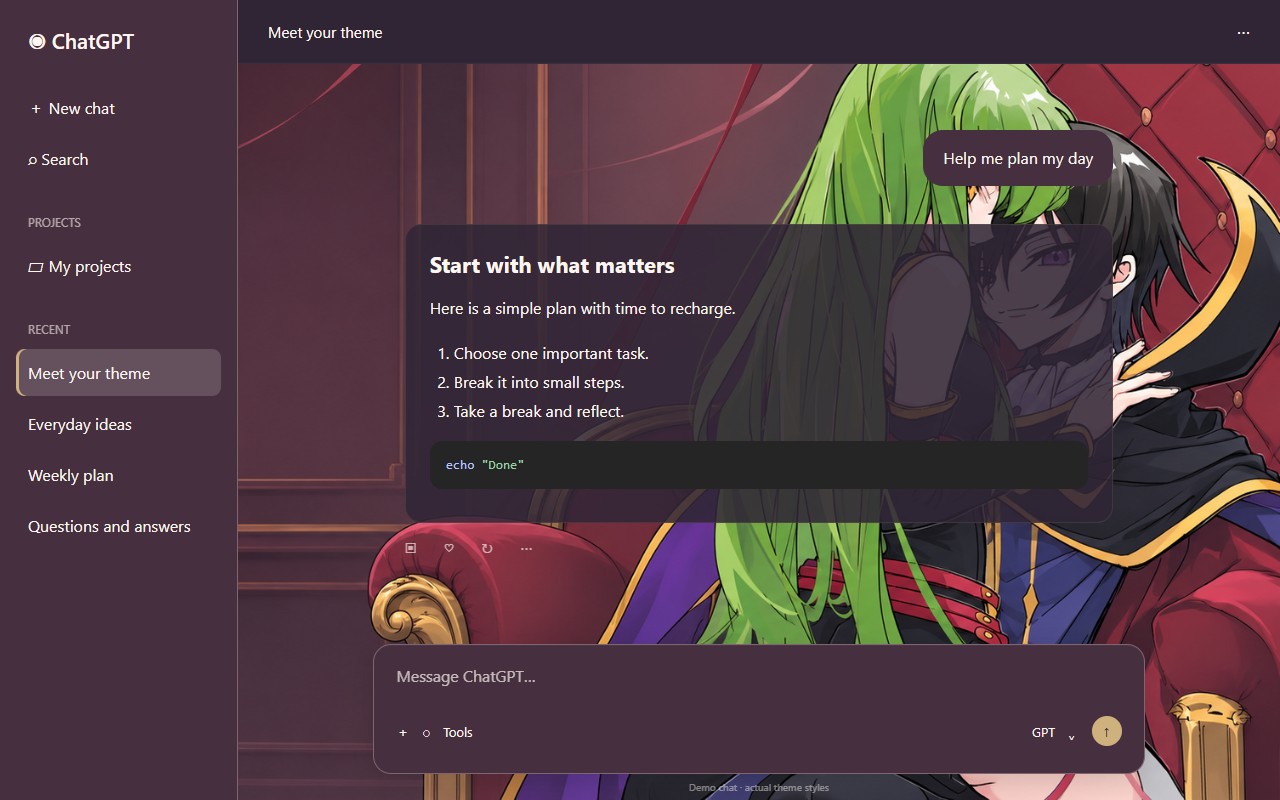 ChatGPT
+ New chat
Search
PROJECTS
My projects
RECENT
Meet your theme
Everyday ideas
Weekly plan
Questions and answers
Meet your theme
...
Help me plan my day
Start with what matters
Here is a simple plan with time to recharge.
1. Choose one important task.
2. Break it into small steps.
3. Take a break and reflect.
echo "Done"
Message ChatGPT...
+ Tools
GPT
Demo chat · actual theme styles